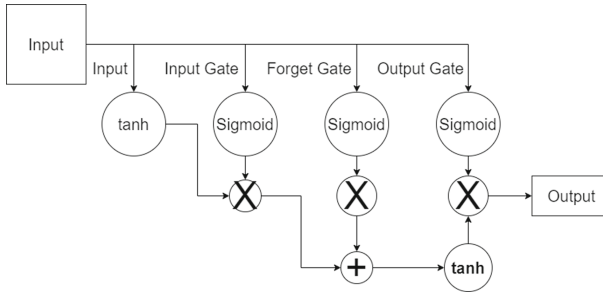 Input
Input
Input Gate
Forget Gate
Output Gate
tanh
Sigmoid
Sigmoid
Sigmoid
X
X
X
Output
+
tanh